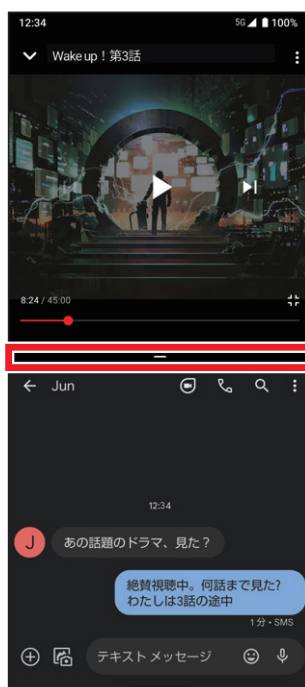 12:34
5G 100%
Wake up！第3話
8:24 / 45:00
Jun
12:34
J
あの話題のドラマ、見た？
絶賛視聴中。何話まで見た?
わたしは3話の途中
1 分・SMS
テキスト メッセージ